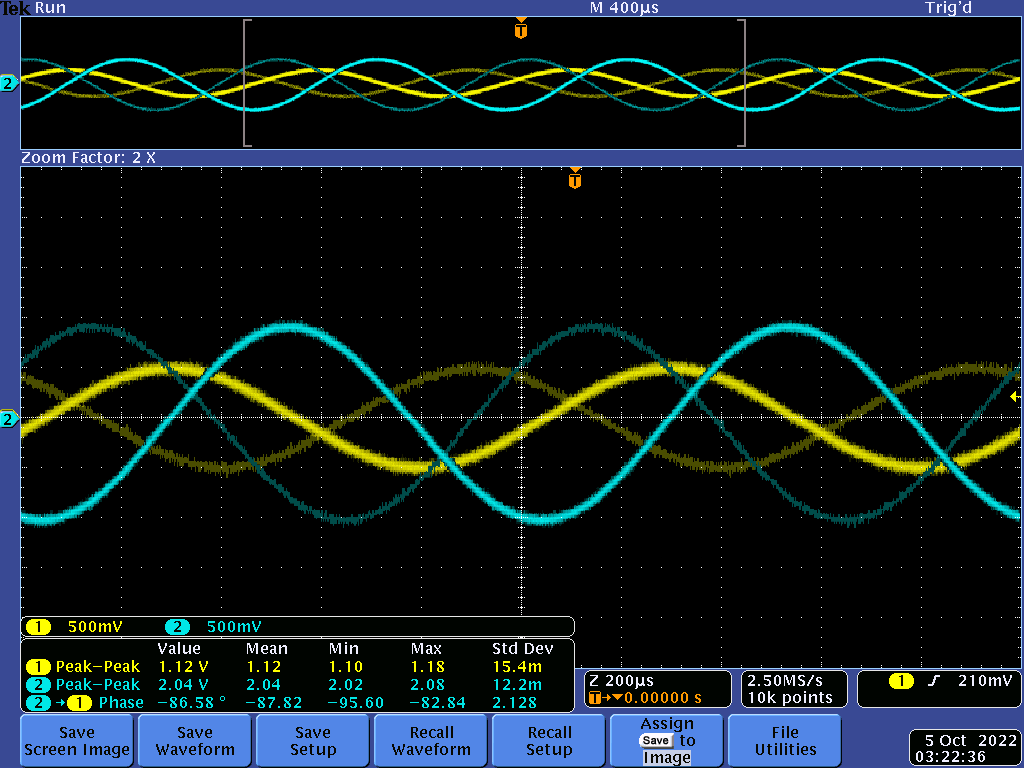 Tek Run M 400µs Trig'd
T
2
Zoom Factor: 2 X
T
2
1 500mV 2 500mV
Value Mean Min Max Std Dev
1 Peak−Peak 1.12 V 1.12 1.10 1.18 15.4m
2 Peak−Peak 2.04 V 2.04 2.02 2.08 12.2m
2 → 1 Phase −86.58 ° −87.82 −95.60 −82.84 2.128
Z 200µs
T→▼0.00000 s
2.50MS/s
10k points
1 210mV
Save
Screen Image
Save
Waveform
Save
Setup
Recall
Waveform
Recall
Setup
Assign
Save to
Image
File
Utilities
5 Oct 2022
03:22:36